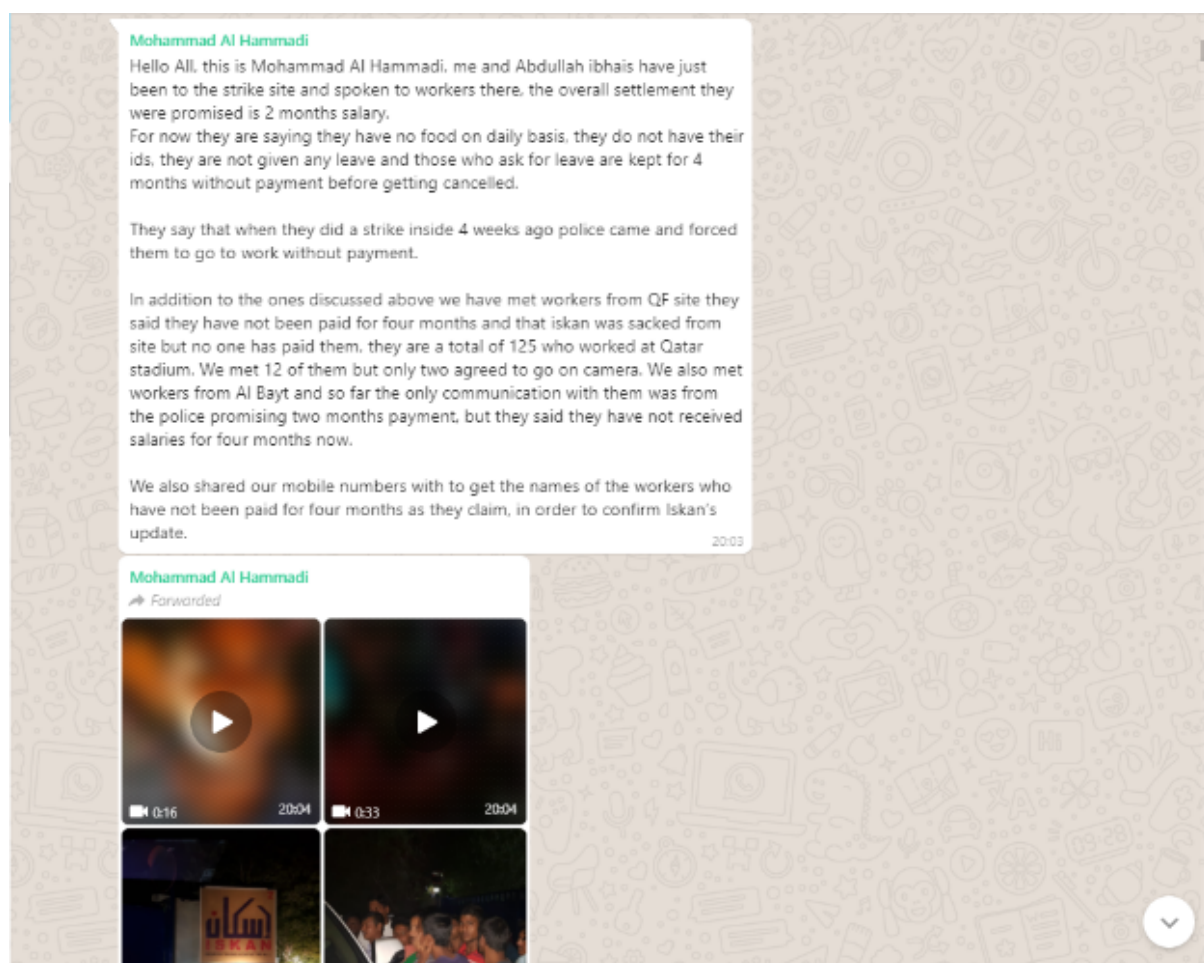 Mohammad Al Hammadi
Hello All, this is Mohammad Al Hammadi. me and Abdullah ibhais have just
been to the strike site and spoken to workers there, the overall settlement they
were promised is 2 months salary.
For now they are saying they have no food on daily basis, they do not have their
ids, they are not given any leave and those who ask for leave are kept for 4
months without payment before getting cancelled.
They say that when they did a strike inside 4 weeks ago police came and forced
them to go to work without payment.
In addition to the ones discussed above we have met workers from QF site they
said they have not been paid for four months and that iskan was sacked from
site but no one has paid them, they are a total of 125 who worked at Qatar
stadium. We met 12 of them but only two agreed to go on camera. We also met
workers from Al Bayt and so far the only communication with them was from
the police promising two months payment, but they said they have not received
salaries for four months now.
We also shared our mobile numbers with to get the names of the workers who
have not been paid for four months as they claim, in order to confirm Iskan's
update.
20:03
Mohammad Al Hammadi
Forwarded
0:16 20:04 0:33 20:04
اسكان
ISKAN